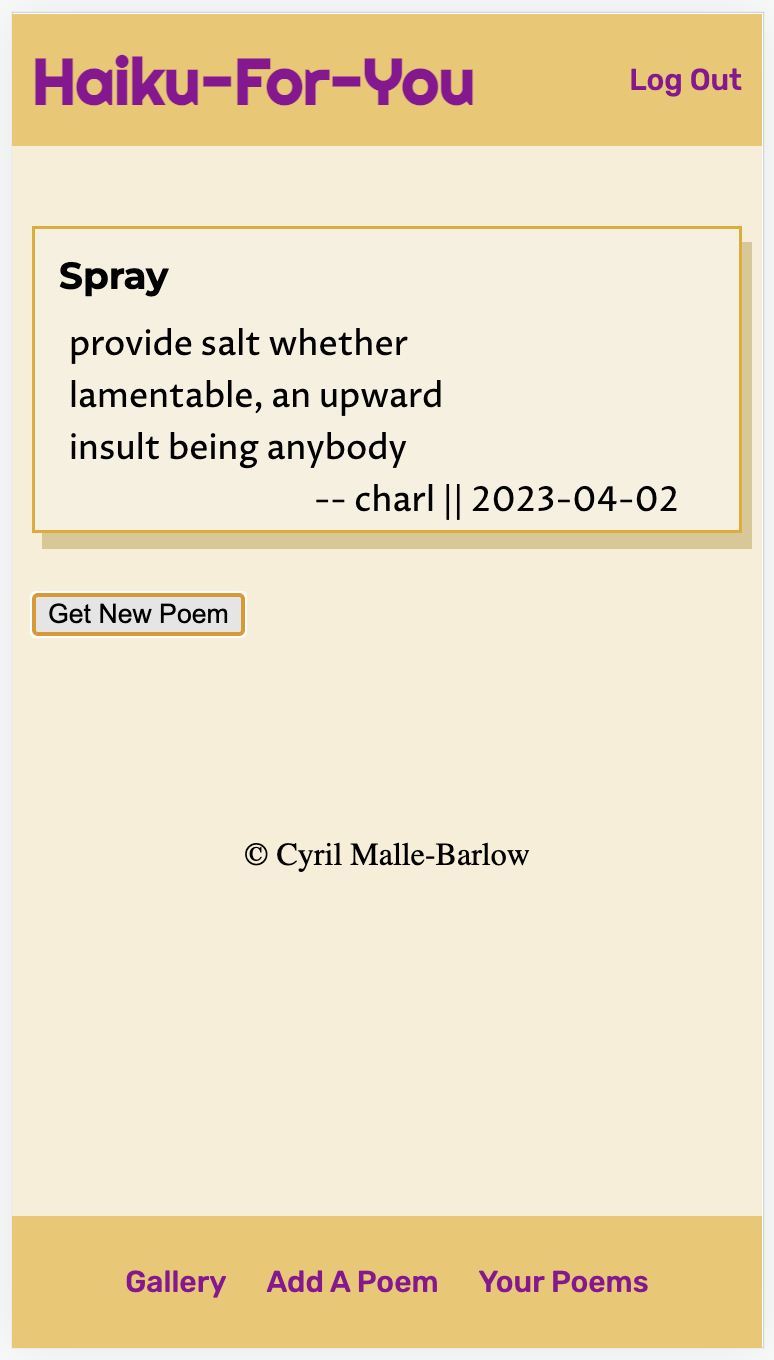 Haiku-For-You
Log Out
Spray
provide salt whether
lamentable, an upward
insult being anybody
-- charl || 2023-04-02
Get New Poem
© Cyril Malle-Barlow
Gallery Add A Poem Your Poems